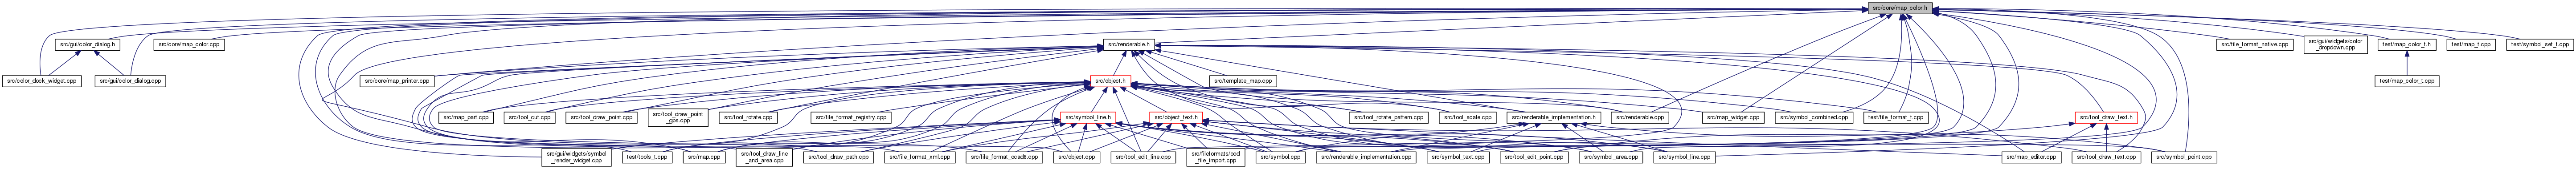 src/core/map_color.h
src/gui/color_dialog.h
src/core/map_color.cpp
src/renderable.h
src/file_format_native.cpp
src/gui/widgets/color
_dropdown.cpp
test/map_color_t.h
test/map_t.cpp
test/symbol_set_t.cpp
src/color_dock_widget.cpp
src/gui/color_dialog.cpp
src/core/map_printer.cpp
src/object.h
src/template_map.cpp
test/map_color_t.cpp
src/map_part.cpp
src/tool_cut.cpp
src/tool_draw_point.cpp
src/tool_draw_point
_gps.cpp
src/tool_rotate.cpp
src/file_format_registry.cpp
src/symbol_line.h
src/object_text.h
src/tool_rotate_pattern.cpp
src/tool_scale.cpp
src/renderable_implementation.h
src/renderable.cpp
src/map_widget.cpp
src/symbol_combined.cpp
test/file_format_t.cpp
src/tool_draw_text.h
src/gui/widgets/symbol
_render_widget.cpp
test/tools_t.cpp
src/map.cpp
src/tool_draw_line
_and_area.cpp
src/tool_draw_path.cpp
src/file_format_xml.cpp
src/file_format_ocad8.cpp
src/object.cpp
src/tool_edit_line.cpp
src/fileformats/ocd
_file_import.cpp
src/symbol.cpp
src/renderable_implementation.cpp
src/symbol_text.cpp
src/tool_edit_point.cpp
src/symbol_area.cpp
src/symbol_line.cpp
src/map_editor.cpp
src/tool_draw_text.cpp
src/symbol_point.cpp